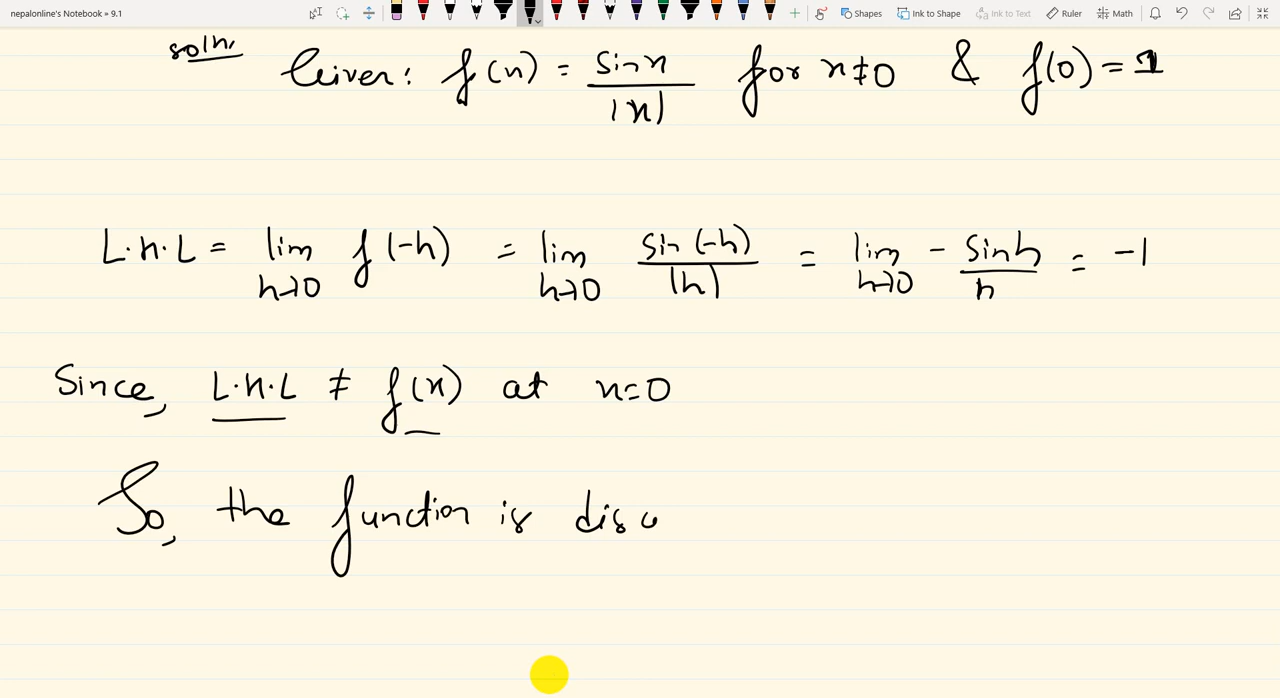 nepalonline's Notebook » 9.1 Shapes Ink to Shape Ink to Text Ruler Math
soln,
Given: f(x) = sin x / |x| for x ≠ 0 & f(0) = 1
L.H.L = lim h→0 f(-h) = lim h→0 sin(-h) / |h| = lim h→0 - sin h / h = -1
Since, L.H.L ≠ f(x) at x=0
So, the function is disc